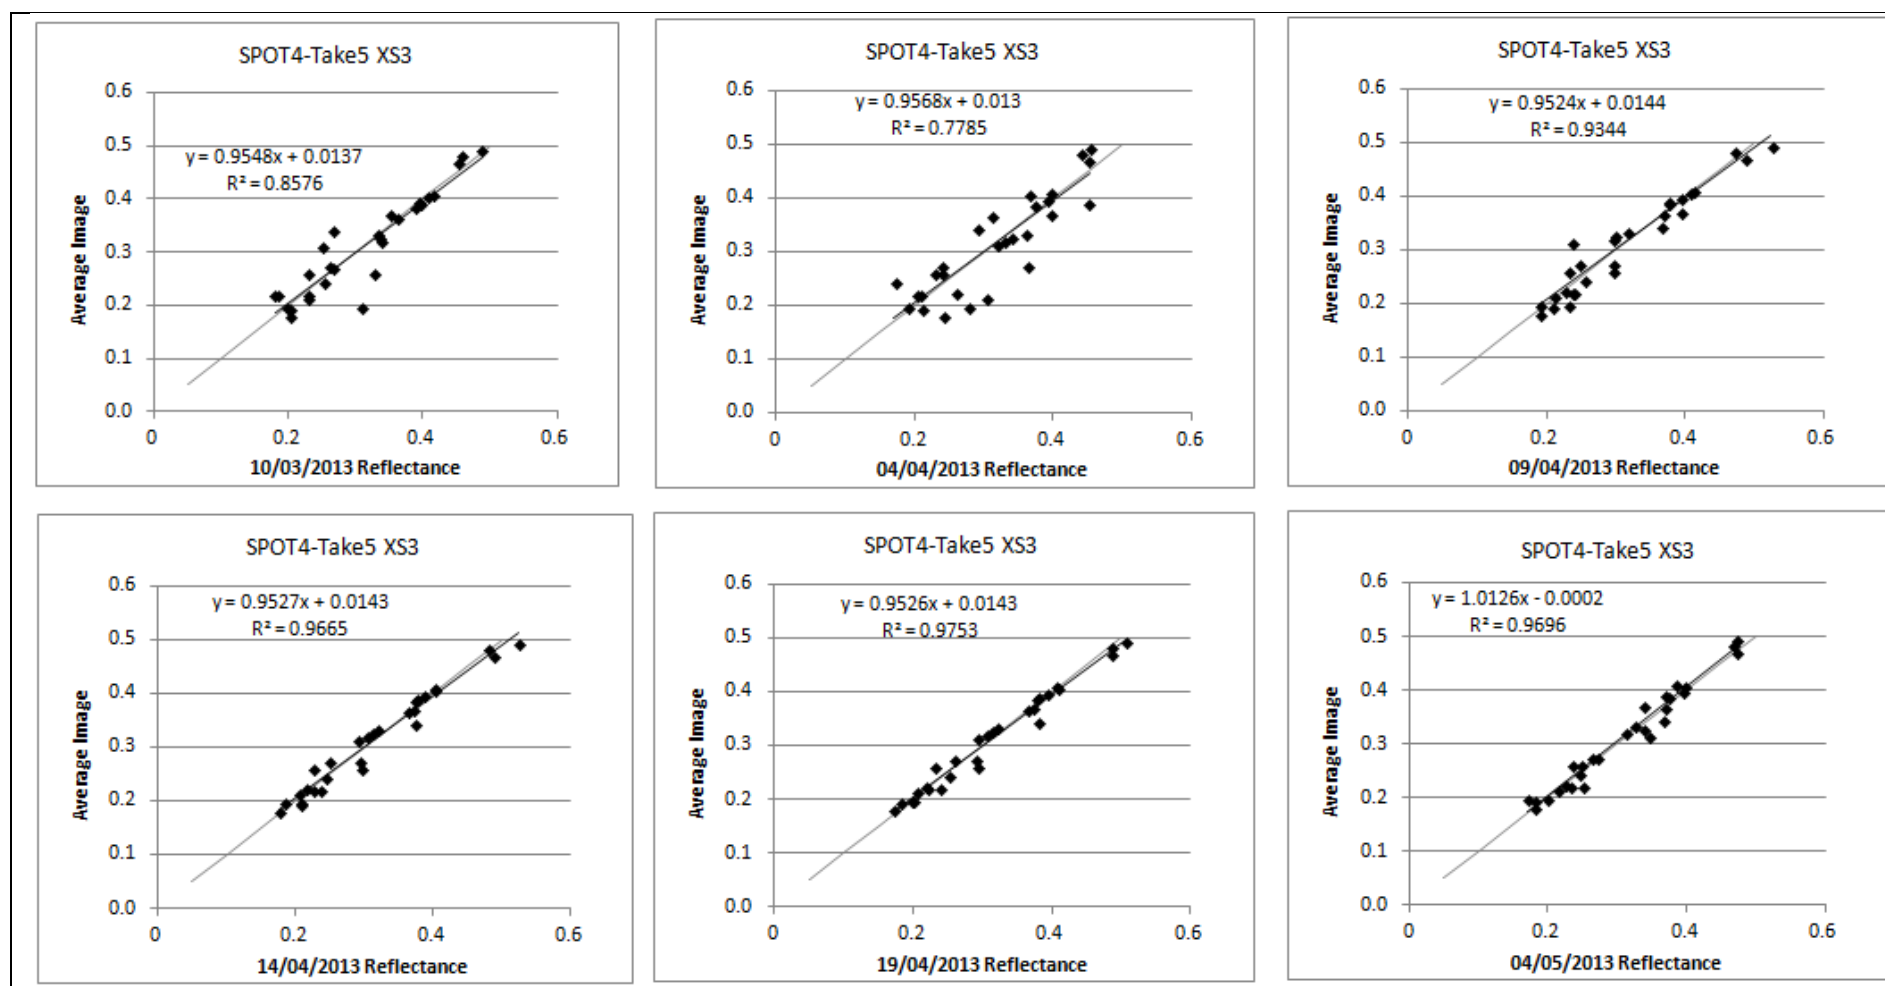 SPOT4-Take5 XS3
y = 0.9548x + 0.0137
R² = 0.8576
0.6
0.5
0.4
0.3
0.2
0.1
0.0
Average Image
0
0.2
0.4
0.6
10/03/2013 Reflectance
SPOT4-Take5 XS3
y = 0.9568x + 0.013
R² = 0.7785
0.6
0.5
0.4
0.3
0.2
0.1
0.0
Average Image
0
0.2
0.4
0.6
04/04/2013 Reflectance
SPOT4-Take5 XS3
y = 0.9524x + 0.0144
R² = 0.9344
0.6
0.5
0.4
0.3
0.2
0.1
0.0
Average Image
0
0.2
0.4
0.6
09/04/2013 Reflectance
SPOT4-Take5 XS3
y = 0.9527x + 0.0143
R² = 0.9665
0.6
0.5
0.4
0.3
0.2
0.1
0.0
Average Image
0
0.2
0.4
0.6
14/04/2013 Reflectance
SPOT4-Take5 XS3
y = 0.9526x + 0.0143
R² = 0.9753
0.6
0.5
0.4
0.3
0.2
0.1
0.0
Average Image
0
0.2
0.4
0.6
19/04/2013 Reflectance
SPOT4-Take5 XS3
y = 1.0126x - 0.0002
R² = 0.9696
0.6
0.5
0.4
0.3
0.2
0.1
0.0
Average Image
0
0.2
0.4
0.6
04/05/2013 Reflectance